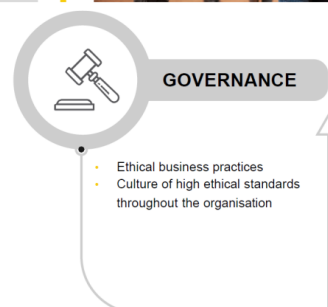 GOVERNANCE
Ethical business practices
Culture of high ethical standards
throughout the organisation